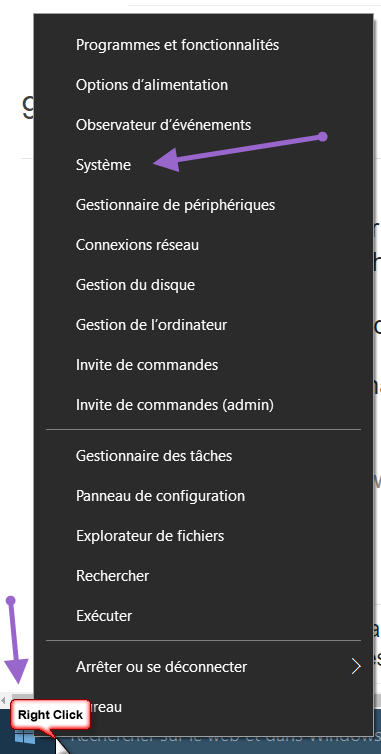 Programmes et fonctionnalités
Options d'alimentation
Observateur d'événements
Système
Gestionnaire de périphériques
Connexions réseau
Gestion du disque
Gestion de l'ordinateur
Invite de commandes
Invite de commandes (admin)
Gestionnaire des tâches
Panneau de configuration
Explorateur de fichiers
Rechercher
Exécuter
Arrêter ou se déconnecter
Right Click
ureau
Rechercher sur le web et dans Windows